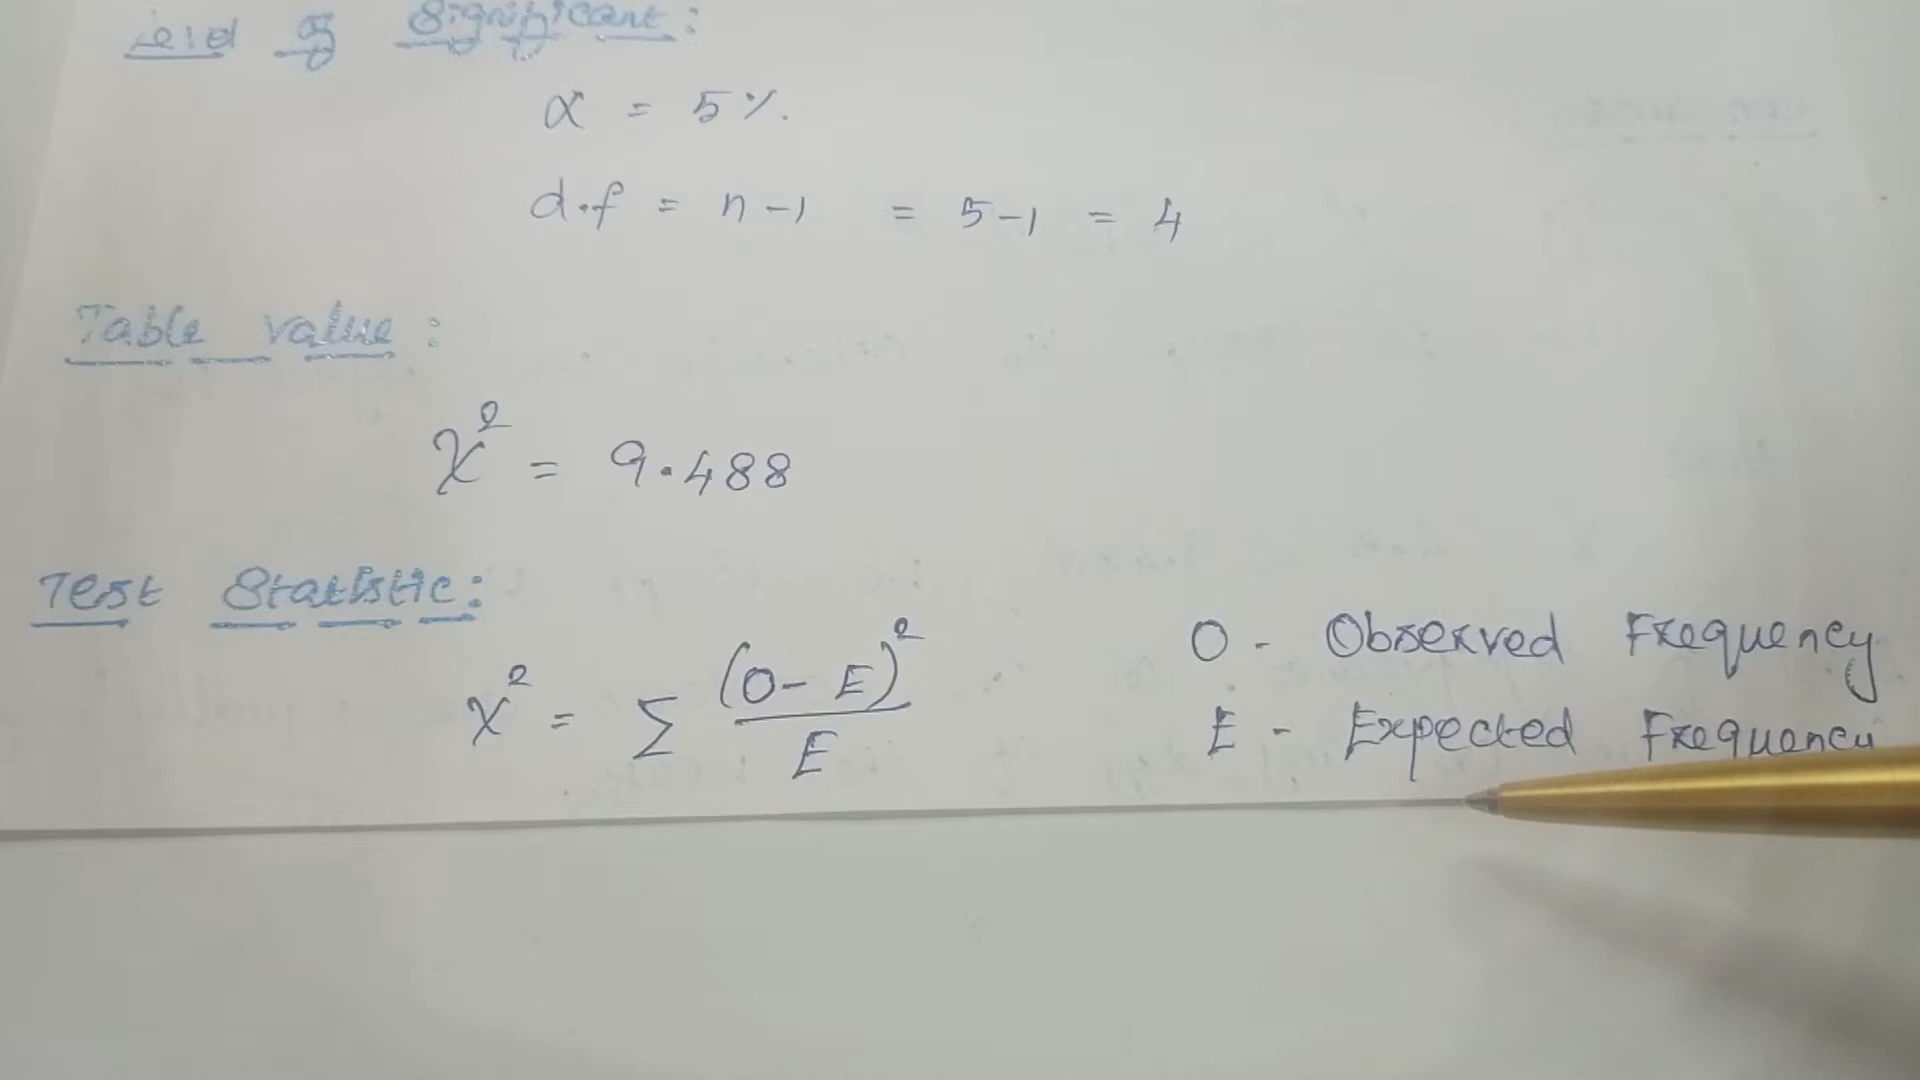 Level of Significant:
α = 5%.
d.f = n-1 = 5-1 = 4
Table value:
χ² = 9.488
Test Statistic:
χ² = Σ (O-E)² / E
O - Observed Frequency
E - Expected Frequency